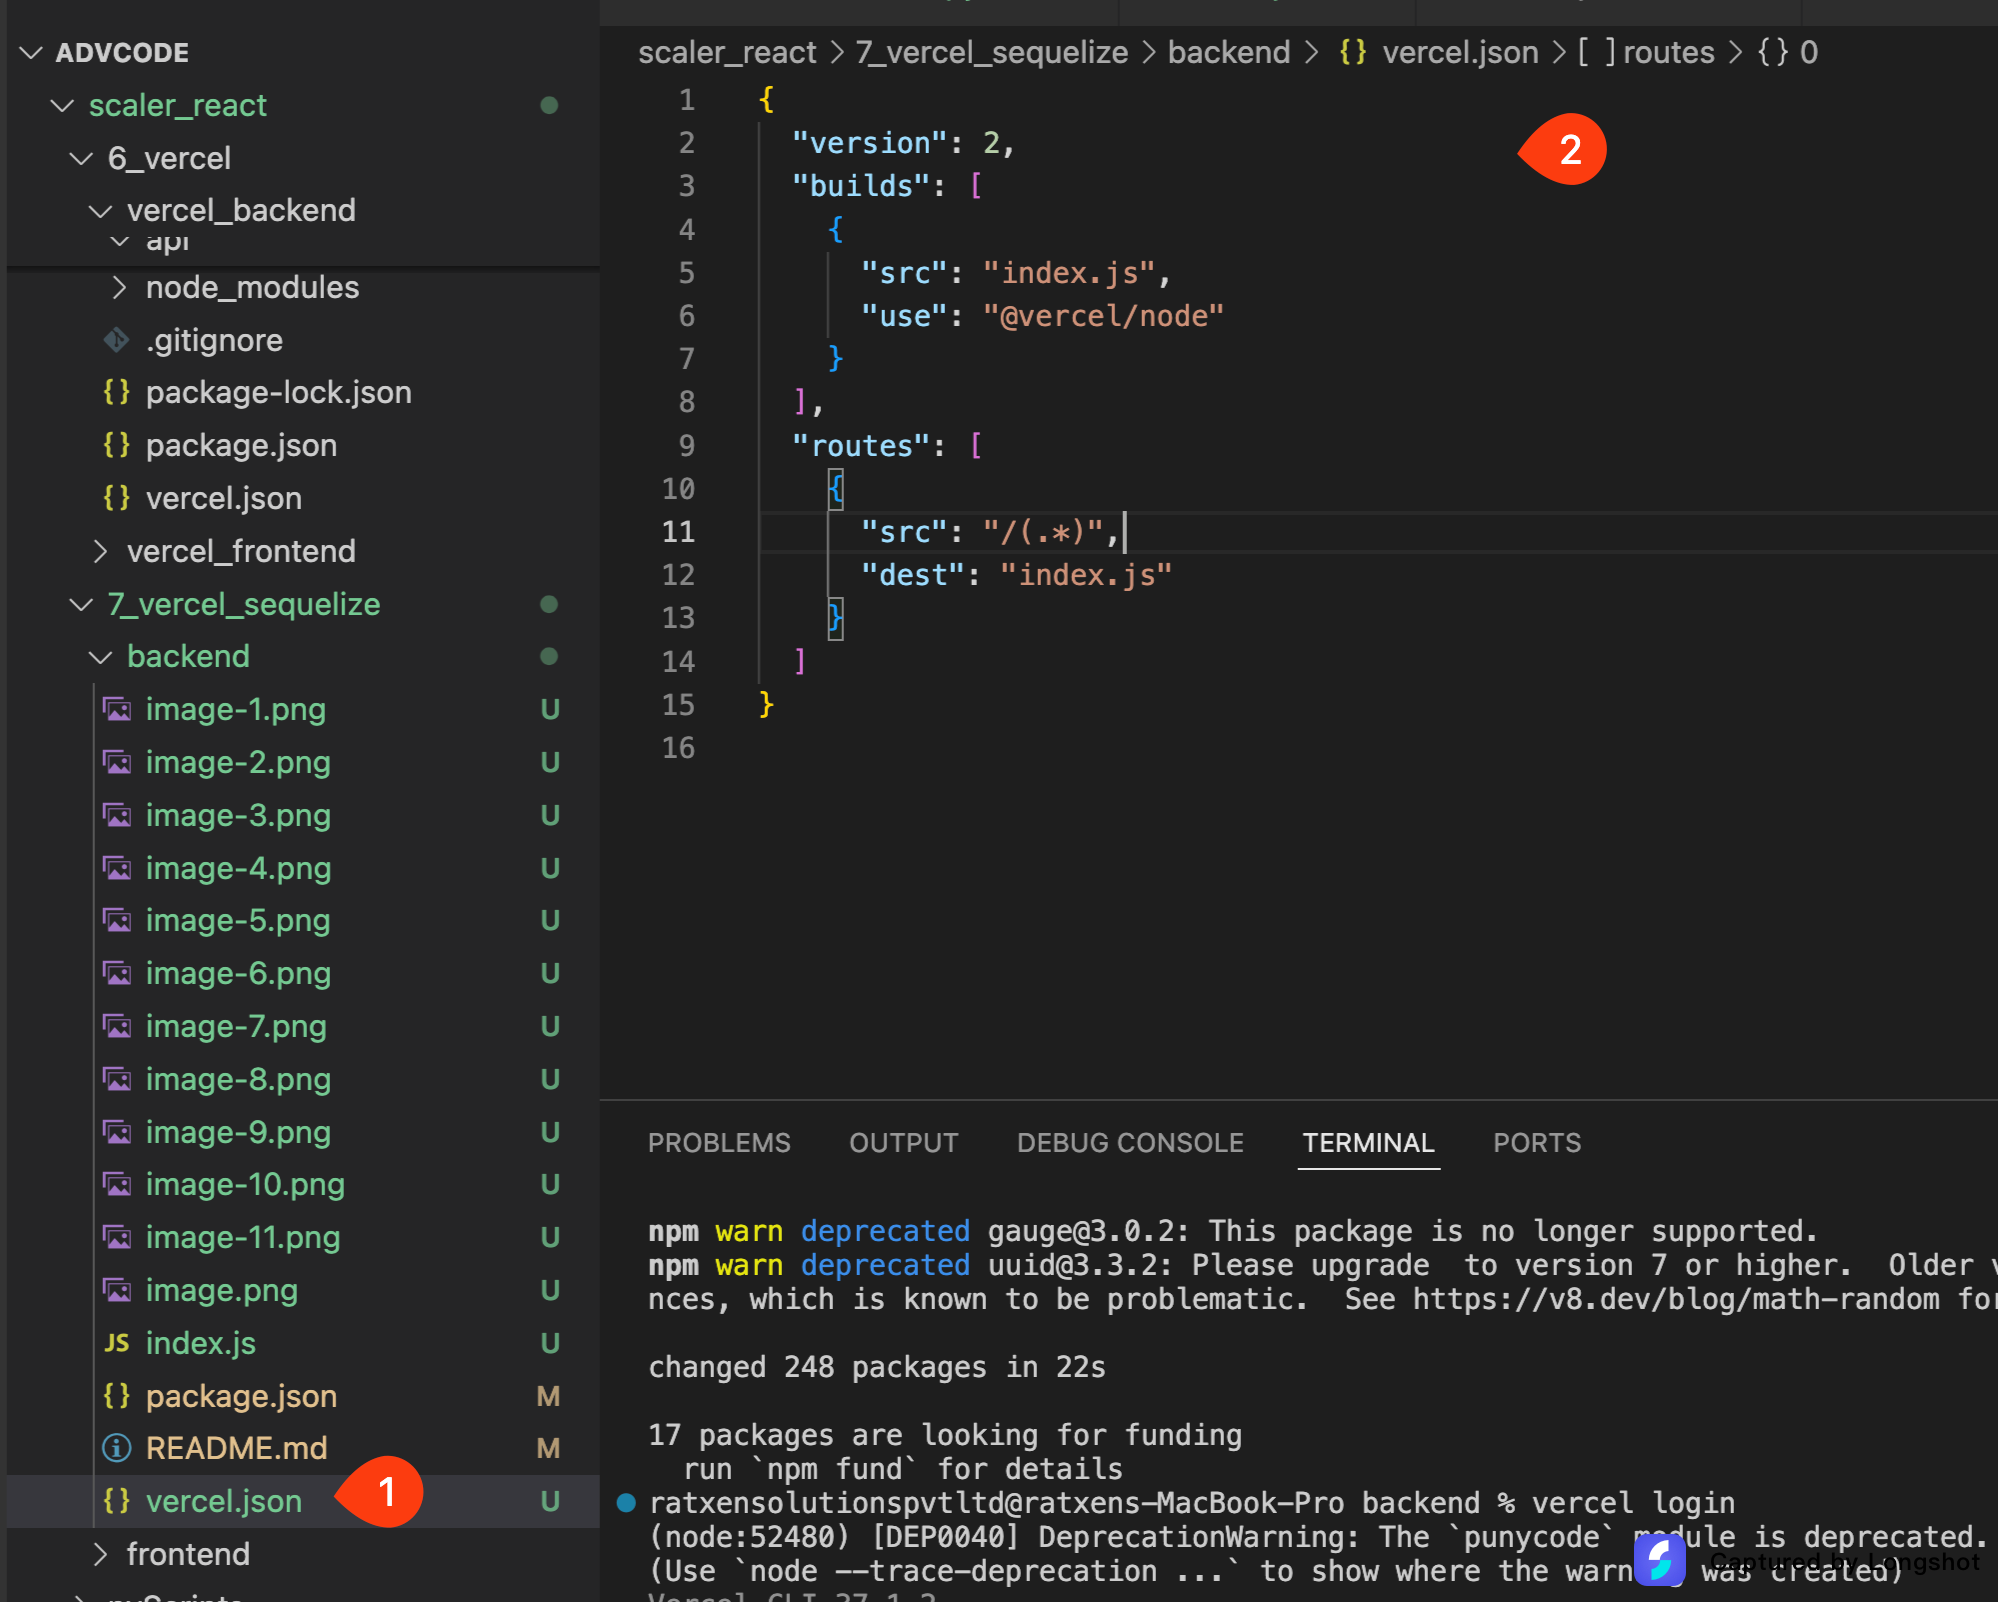 ADVCODE
scaler_react
6_vercel
vercel_backend
api
node_modules
.gitignore
{} package-lock.json
{} package.json
{} vercel.json
vercel_frontend
7_vercel_sequelize
backend
image-1.png U
image-2.png U
image-3.png U
image-4.png U
image-5.png U
image-6.png U
image-7.png U
image-8.png U
image-9.png U
image-10.png U
image-11.png U
image.png U
JS index.js U
{} package.json M
README.md M
{} vercel.json 1 U
frontend
scaler_react > 7_vercel_sequelize > backend > {} vercel.json > [ ] routes > {} 0
1 {
2 "version": 2,
2
3 "builds": [
4 {
5 "src": "index.js",
6 "use": "@vercel/node"
7 }
8 ],
9 "routes": [
10 {
11 "src": "/(.*)",
12 "dest": "index.js"
13 }
14 ]
15 }
16
PROBLEMS OUTPUT DEBUG CONSOLE TERMINAL PORTS
npm warn deprecated gauge@3.0.2: This package is no longer supported.
npm warn deprecated uuid@3.3.2: Please upgrade  to version 7 or higher.  Older
nces, which is known to be problematic.  See https://v8.dev/blog/math-random for
changed 248 packages in 22s
17 packages are looking for funding
run `npm fund` for details
ratxensolutionspvtltd@ratxens-MacBook-Pro backend % vercel login
(node:52480) [DEP0040] DeprecationWarning: The `punycode` module is deprecated.
(Use `node --trace-deprecation ...` to show where the warning was created)
Vercel CLI 37.1.2
Captured by Longshot